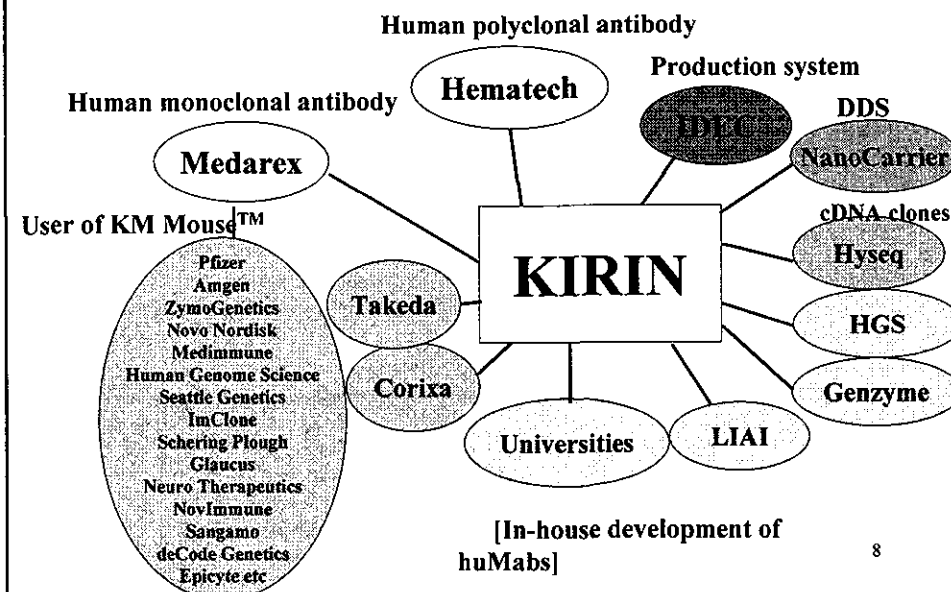 Human polyclonal antibody
Hematech
Production system
IDEC
DDS
NanoCarrier
Human monoclonal antibody
Medarex
User of KM Mouse™
cDNA clones
Hyseq
KIRIN
Pfizer
Amgen
ZymoGenetics
Novo Nordisk
Medimmune
Human Genome Science
Seattle Genetics
ImClone
Schering Plough
Glaucus
Neuro Therapeutics
NovImmune
Sangamo
deCode Genetics
Epicyte etc
Takeda
Corixa
HGS
Genzyme
Universities
LIAI
[In-house development of
huMabs]
8